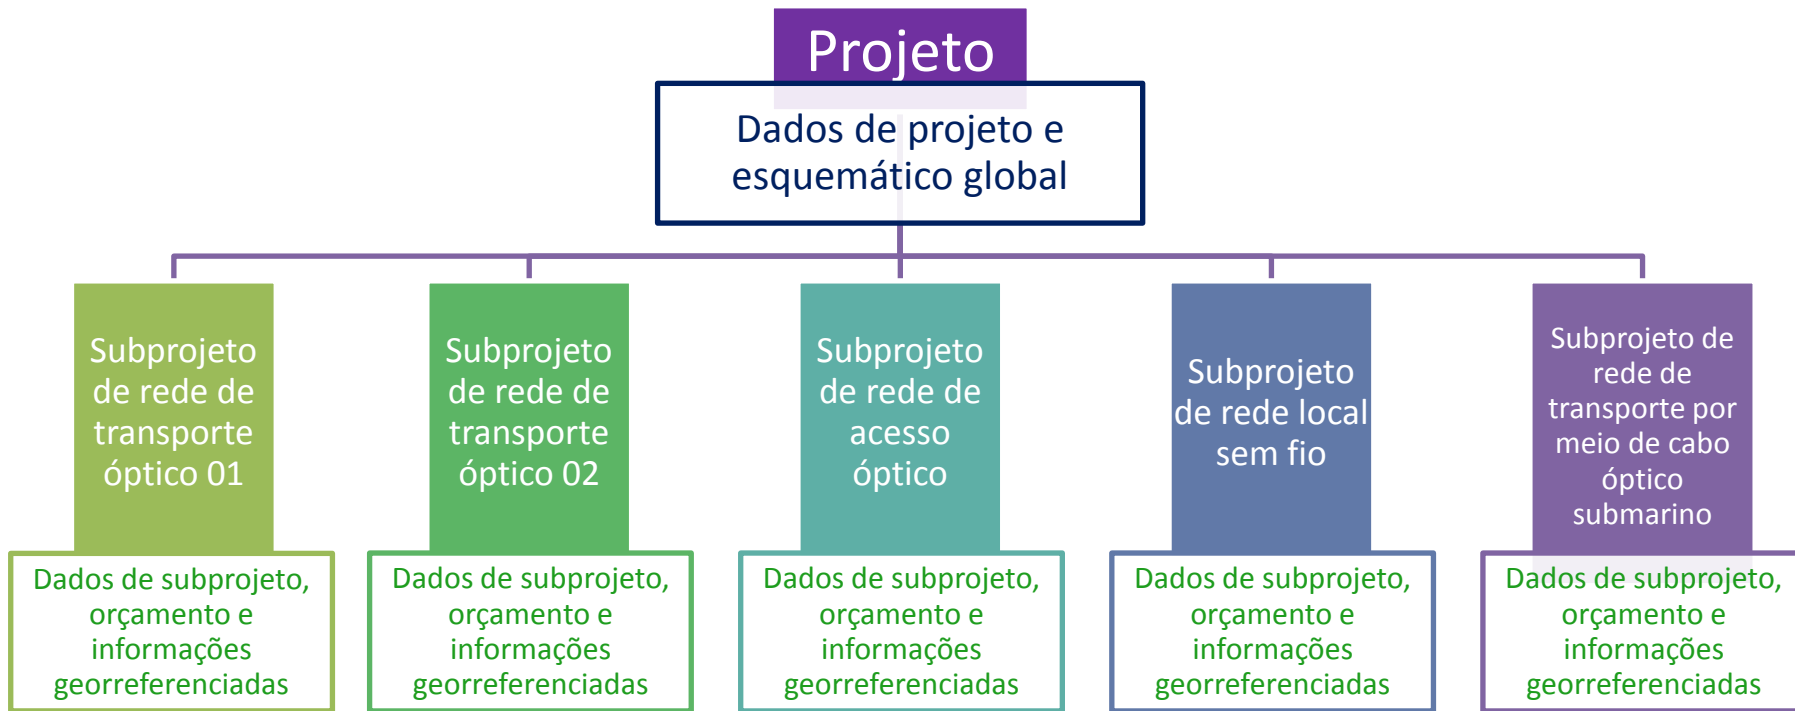 Projeto
Dados de projeto e
esquemático global
Subprojeto
de rede de
transporte
óptico 01
Subprojeto
de rede de
transporte
óptico 02
Subprojeto
de rede de
acesso
óptico
Subprojeto
de rede local
sem fio
Subprojeto de
rede de
transporte por
meio de cabo
óptico
submarino
Dados de subprojeto,
orçamento e
informações
georreferenciadas
Dados de subprojeto,
orçamento e
informações
georreferenciadas
Dados de subprojeto,
orçamento e
informações
georreferenciadas
Dados de subprojeto,
orçamento e
informações
georreferenciadas
Dados de subprojeto,
orçamento e
informações
georreferenciadas